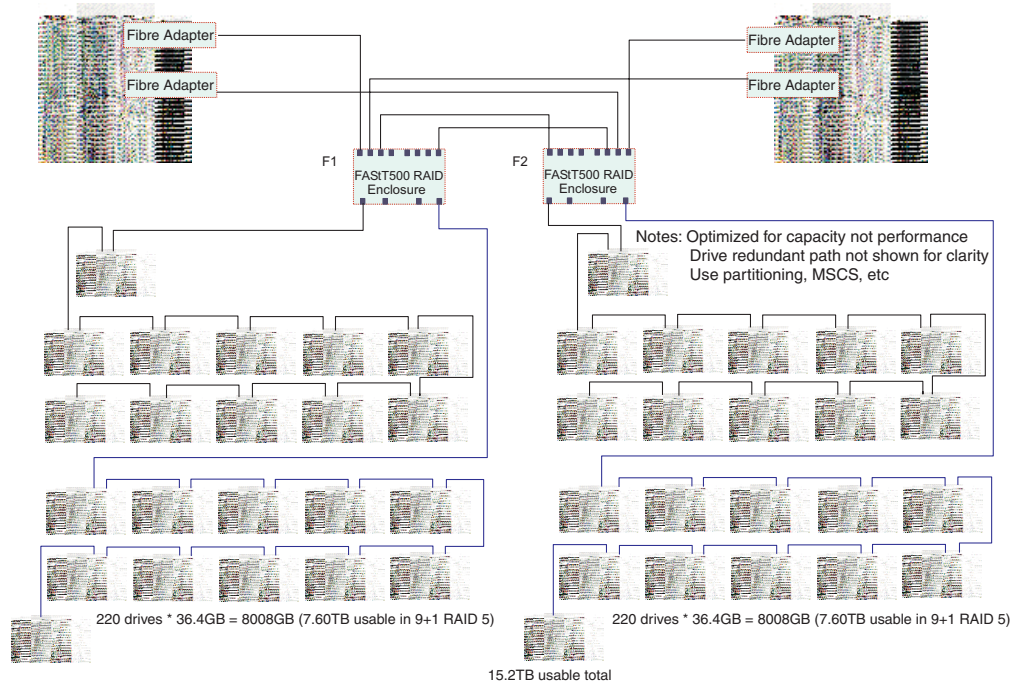 Fibre Adapter
Fibre Adapter
Fibre Adapter
Fibre Adapter
F1
FAStT500 RAID
Enclosure
F2
FAStT500 RAID
Enclosure
Notes: Optimized for capacity not performance
Drive redundant path not shown for clarity
Use partitioning, MSCS, etc
220 drives * 36.4GB = 8008GB (7.60TB usable in 9+1 RAID 5)
220 drives * 36.4GB = 8008GB (7.60TB usable in 9+1 RAID 5)
15.2TB usable total